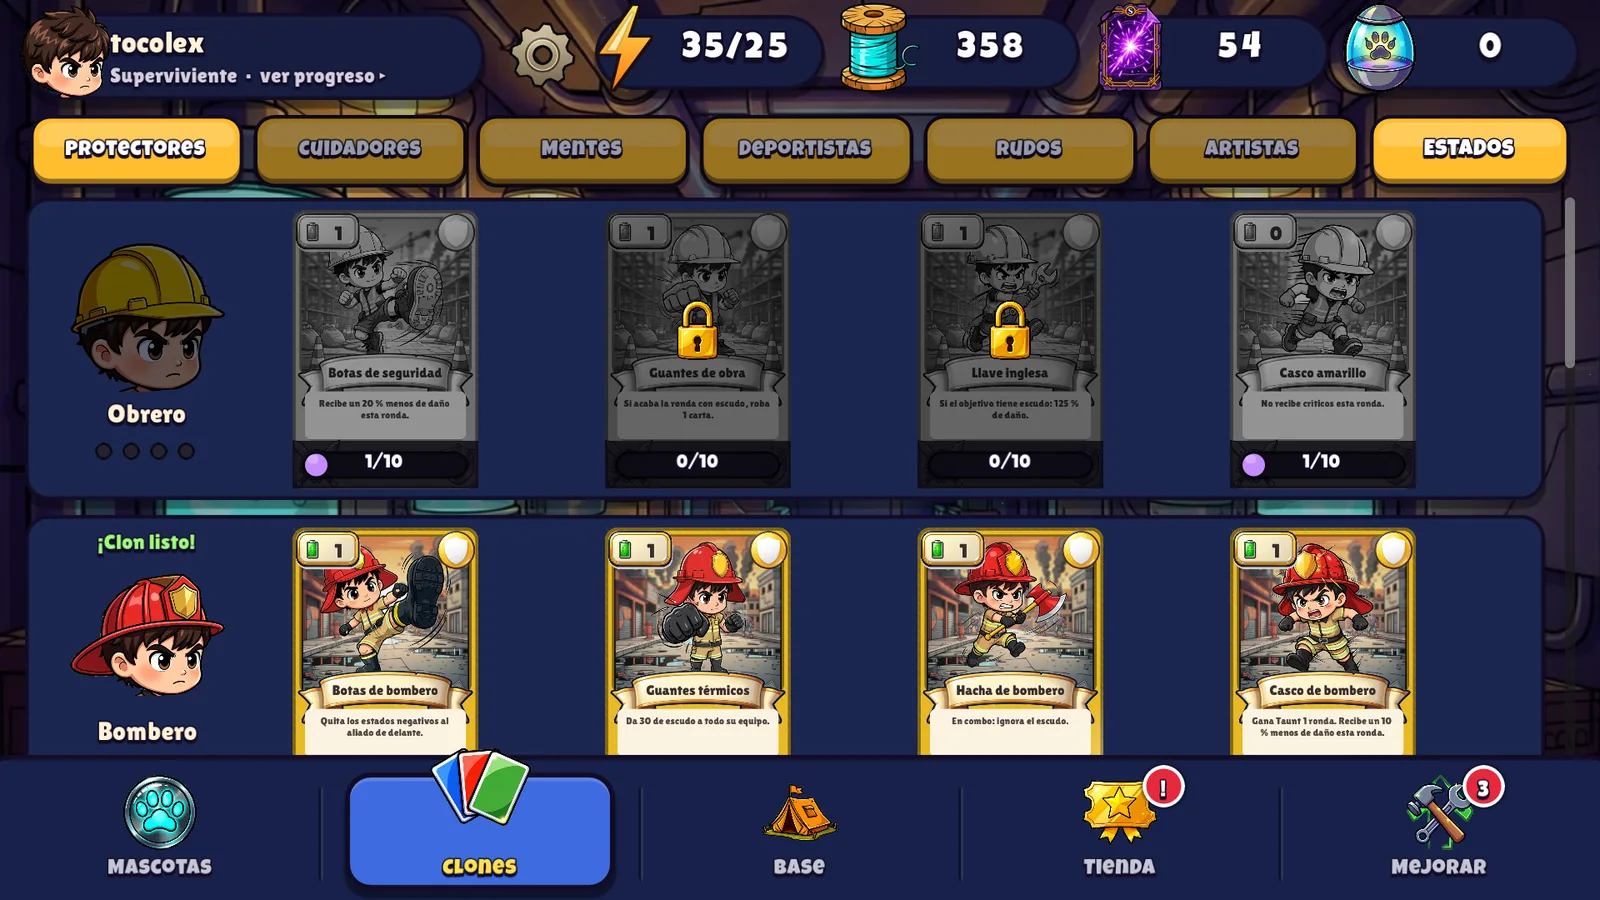 tocolex
Superviviente · ver progreso ▸
35/25
358
54
0
PROTECTORES
CUIDADORES
MENTES
DEPORTISTAS
RUDOS
ARTISTAS
ESTADOS
Obrero
1
Botas de seguridad
Recibe un 20 % menos de daño
esta ronda.
1/10
1
Guantes de obra
Si acaba la ronda con escudo, roba
1 carta.
0/10
1
Llave inglesa
Si el objetivo tiene escudo: 125 %
de daño.
0/10
0
Casco amarillo
No recibe críticos esta ronda.
1/10
¡Clon listo!
Bombero
1
Botas de bombero
Quita los estados negativos al
aliado de delante.
1
Guantes térmicos
Da 30 de escudo a todo su equipo.
1
Hacha de bombero
En combo: ignora el escudo.
1
Casco de bombero
Gana Taunt 1 ronda. Recibe un 10
% menos de daño esta ronda.
MASCOTAS
CLONES
BASE
!
TIENDA
3
MEJORAR